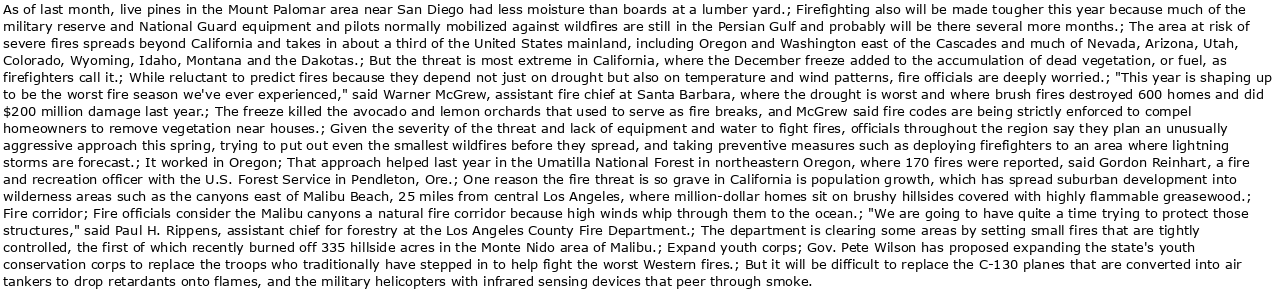 As of last month, live pines in the Mount Palomar area near San Diego had less moisture than boards at a lumber yard.; Firefighting also will be made tougher this year because much of the
military reserve and National Guard equipment and pilots normally mobilized against wildfires are still in the Persian Gulf and probably will be there several more months.; The area at risk of
severe fires spreads beyond California and takes in about a third of the United States mainland, including Oregon and Washington east of the Cascades and much of Nevada, Arizona, Utah,
Colorado, Wyoming, Idaho, Montana and the Dakotas.; But the threat is most extreme in California, where the December freeze added to the accumulation of dead vegetation, or fuel, as
firefighters call it.; While reluctant to predict fires because they depend not just on drought but also on temperature and wind patterns, fire officials are deeply worried.; "This year is shaping up
to be the worst fire season we've ever experienced," said Warner McGrew, assistant fire chief at Santa Barbara, where the drought is worst and where brush fires destroyed 600 homes and did
$200 million damage last year.; The freeze killed the avocado and lemon orchards that used to serve as fire breaks, and McGrew said fire codes are being strictly enforced to compel
homeowners to remove vegetation near houses.; Given the severity of the threat and lack of equipment and water to fight fires, officials throughout the region say they plan an unusually
aggressive approach this spring, trying to put out even the smallest wildfires before they spread, and taking preventive measures such as deploying firefighters to an area where lightning
storms are forecast.; It worked in Oregon; That approach helped last year in the Umatilla National Forest in northeastern Oregon, where 170 fires were reported, said Gordon Reinhart, a fire
and recreation officer with the U.S. Forest Service in Pendleton, Ore.; One reason the fire threat is so grave in California is population growth, which has spread suburban development into
wilderness areas such as the canyons east of Malibu Beach, 25 miles from central Los Angeles, where million-dollar homes sit on brushy hillsides covered with highly flammable greasewood.;
Fire corridor; Fire officials consider the Malibu canyons a natural fire corridor because high winds whip through them to the ocean.; "We are going to have quite a time trying to protect those
structures," said Paul H. Rippens, assistant chief for forestry at the Los Angeles County Fire Department.; The department is clearing some areas by setting small fires that are tightly
controlled, the first of which recently burned off 335 hillside acres in the Monte Nido area of Malibu.; Expand youth corps; Gov. Pete Wilson has proposed expanding the state's youth
conservation corps to replace the troops who traditionally have stepped in to help fight the worst Western fires.; But it will be difficult to replace the C-130 planes that are converted into air
tankers to drop retardants onto flames, and the military helicopters with infrared sensing devices that peer through smoke.